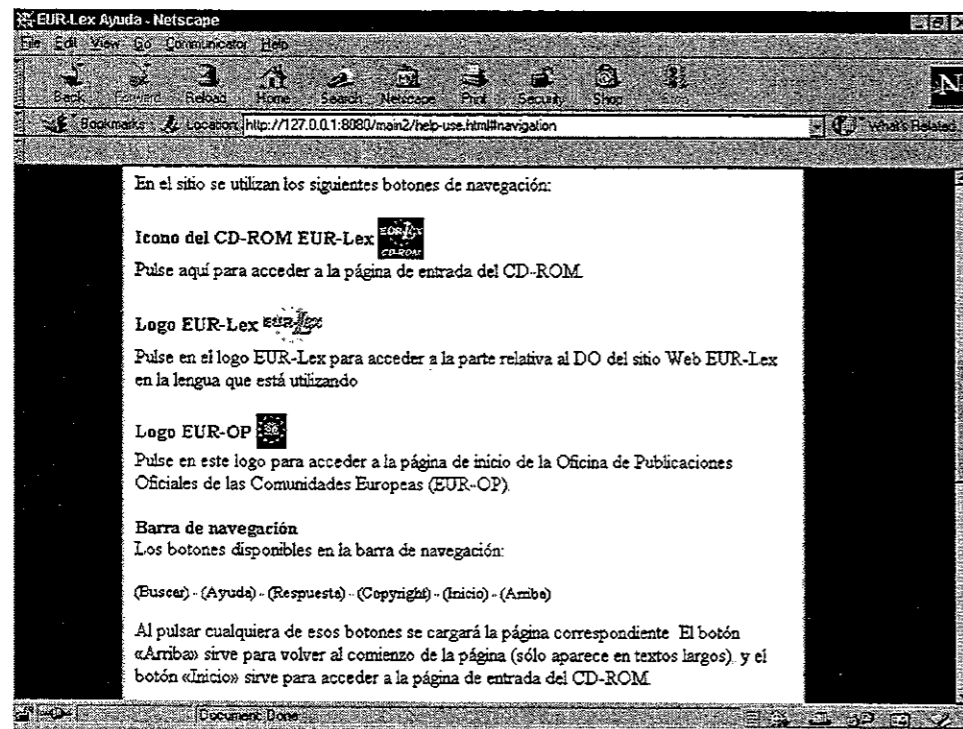 EUR-Lex Ayuda - Netscape
File Edit View Go Communicator Help
Back Forward Reload Home Search Netscape Print Security Shop
Bookmarks Location: http://127.0.0.1:8080/main2/help-use.html#navigation What's Related
En el sitio se utilizan los siguientes botones de navegación:
Icono del CD-ROM EUR-Lex EUR-Lex
CD-ROM
Pulse aquí para acceder a la página de entrada del CD-ROM.
Logo EUR-Lex EUR-Lex
Pulse en el logo EUR-Lex para acceder a la parte relativa al DO del sitio Web EUR-Lex
en la lengua que está utilizando
Logo EUR-OP
Pulse en este logo para acceder a la página de inicio de la Oficina de Publicaciones
Oficiales de las Comunidades Europeas (EUR-OP).
Barra de navegación
Los botones disponibles en la barra de navegación:
(Buscar) - (Ayuda) - (Respuesta) - (Copyright) - (Inicio) - (Arriba)
Al pulsar cualquiera de esos botones se cargará la página correspondiente. El botón
«Arriba» sirve para volver al comienzo de la página (sólo aparece en textos largos), y el
botón «Inicio» sirve para acceder a la página de entrada del CD-ROM.
Document: Done